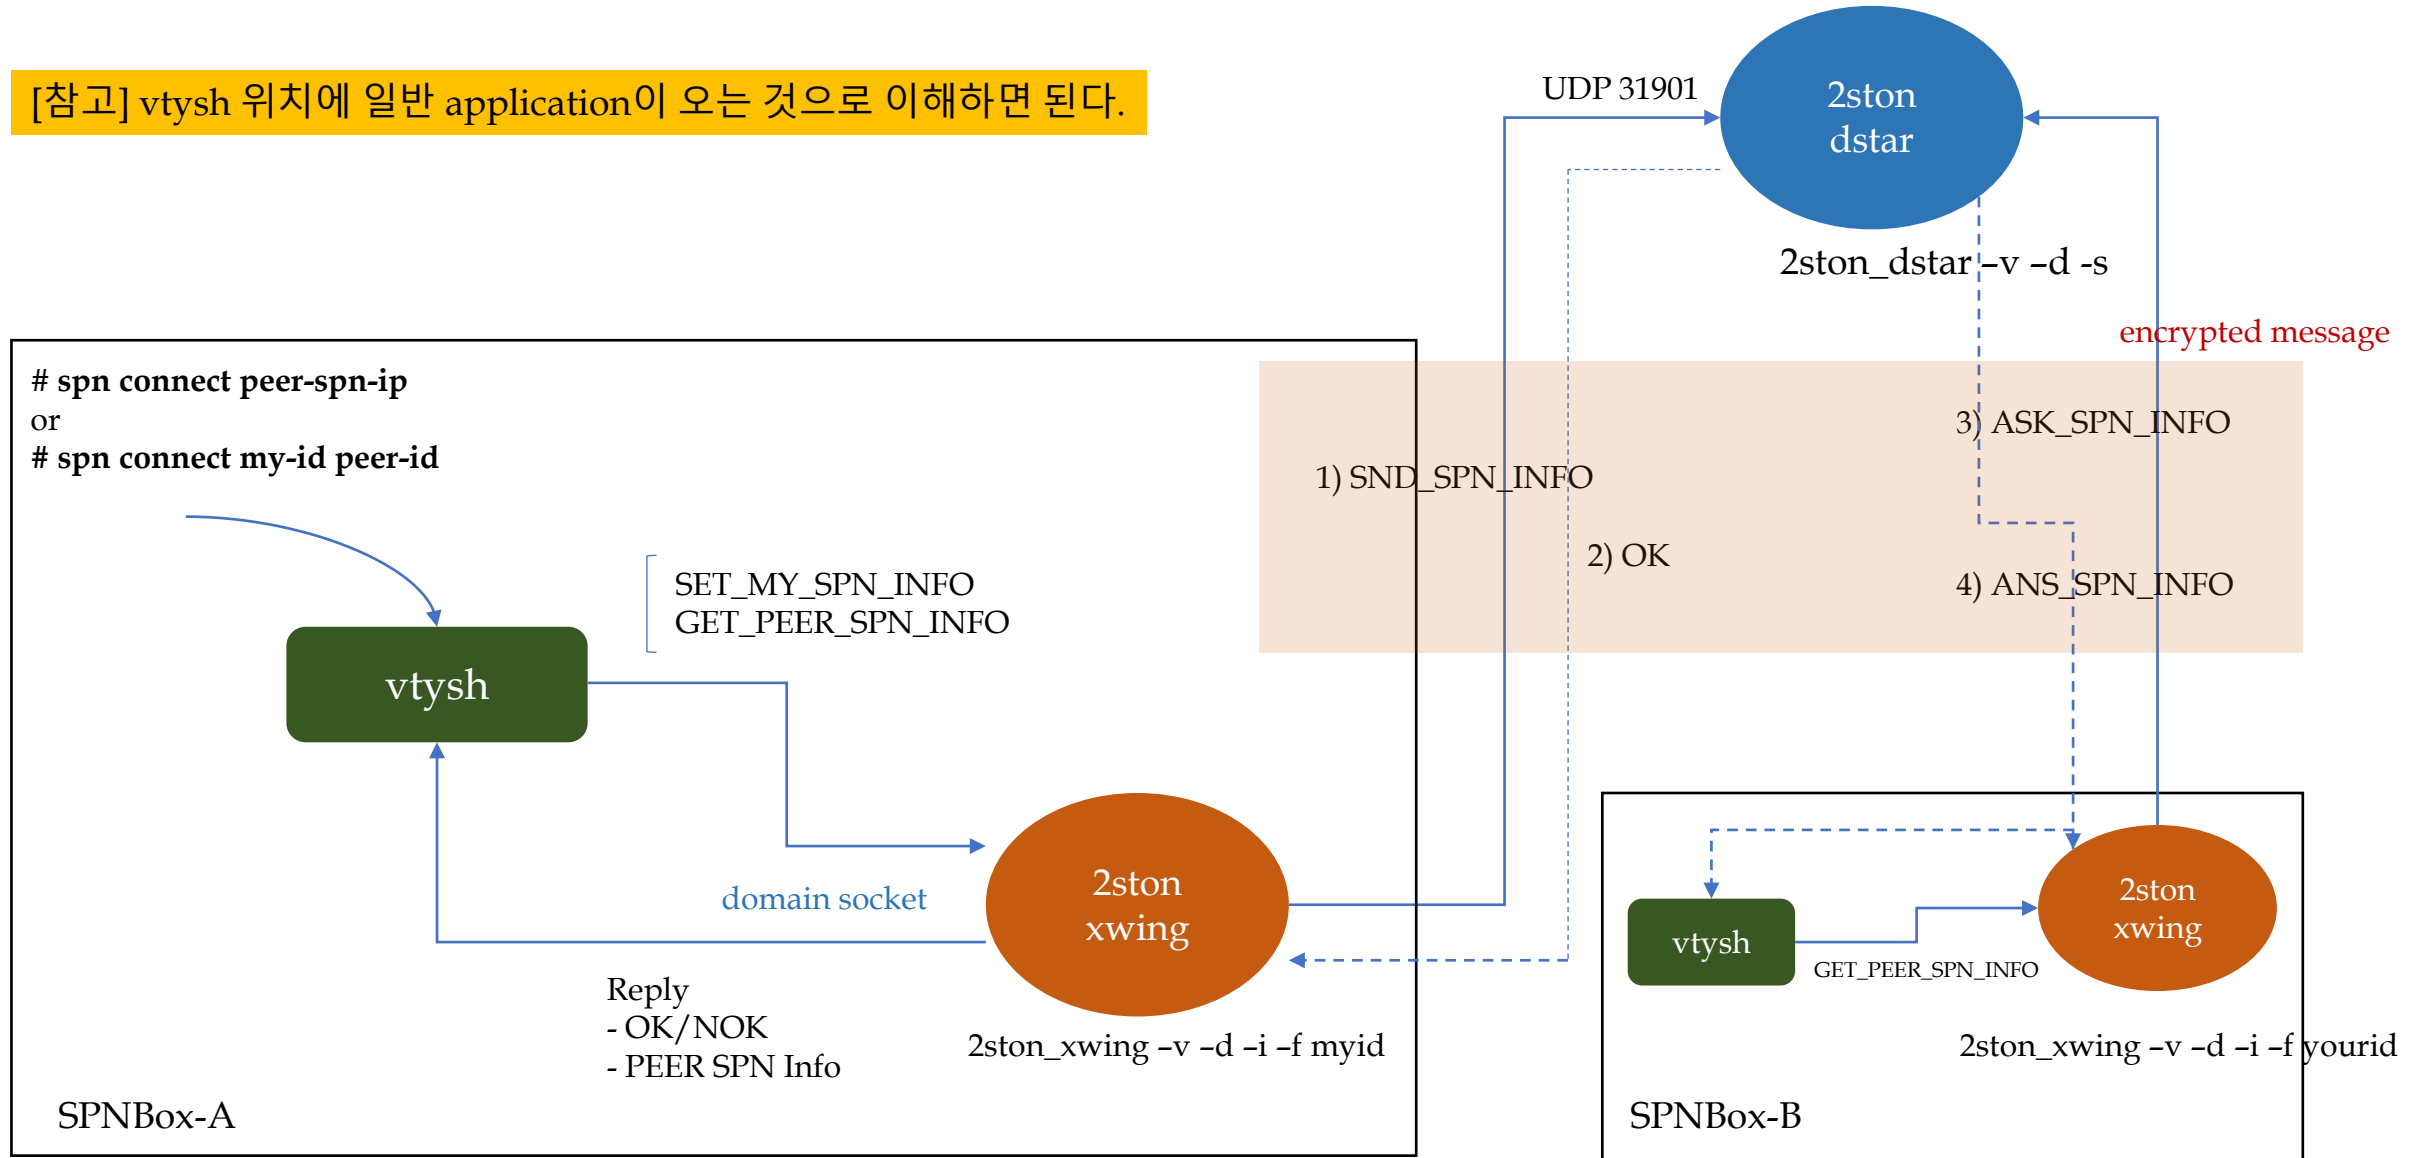 [참고] vtysh 위치에 일반 application이 오는 것으로 이해하면 된다.
UDP 31901
2ston
dstar
2ston_dstar –v –d -s
encrypted message
# spn connect peer-spn-ip
or
# spn connect my-id peer-id
1) SND_SPN_INFO
2) OK
3) ASK_SPN_INFO
4) ANS_SPN_INFO
SET_MY_SPN_INFO
GET_PEER_SPN_INFO
vtysh
domain socket
2ston
xwing
Reply
- OK/NOK
- PEER SPN Info
2ston_xwing –v –d –i –f myid
SPNBox-A
vtysh
GET_PEER_SPN_INFO
2ston
xwing
2ston_xwing –v –d –i –f yourid
SPNBox-B